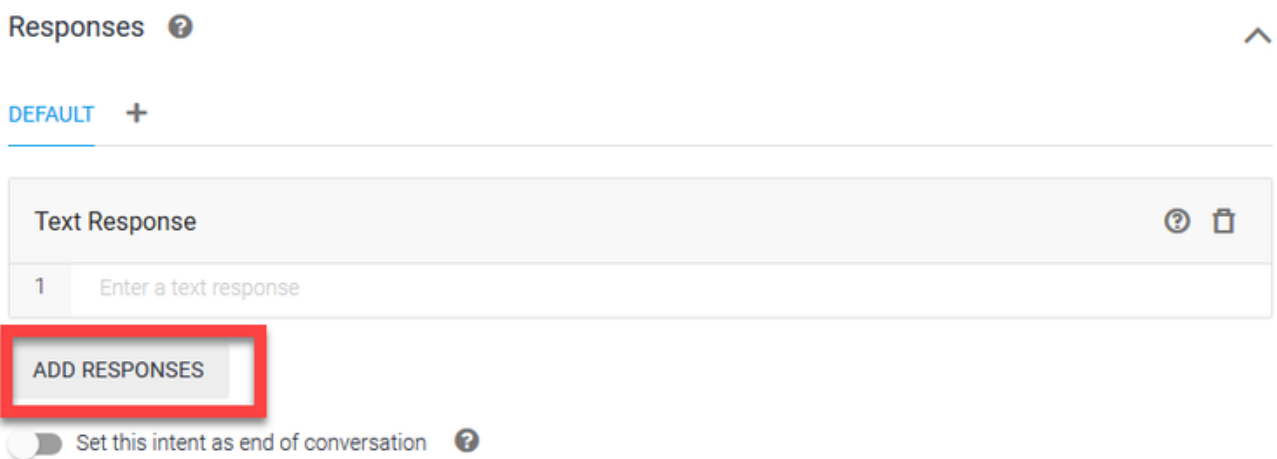 Responses
DEFAULT +
Text Response
1 Enter a text response
ADD RESPONSES
Set this intent as end of conversation